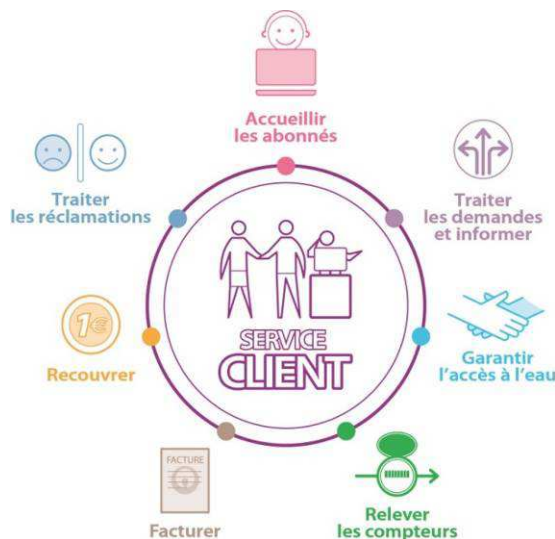 Accueillir
les abonnés
Traiter
les demandes
et informer
Garantir
l'accès à l'eau
Relever
les compteurs
FACTURE
Facturer
1€
Recouvrer
Traiter
les réclamations
SERVICE
CLIENT